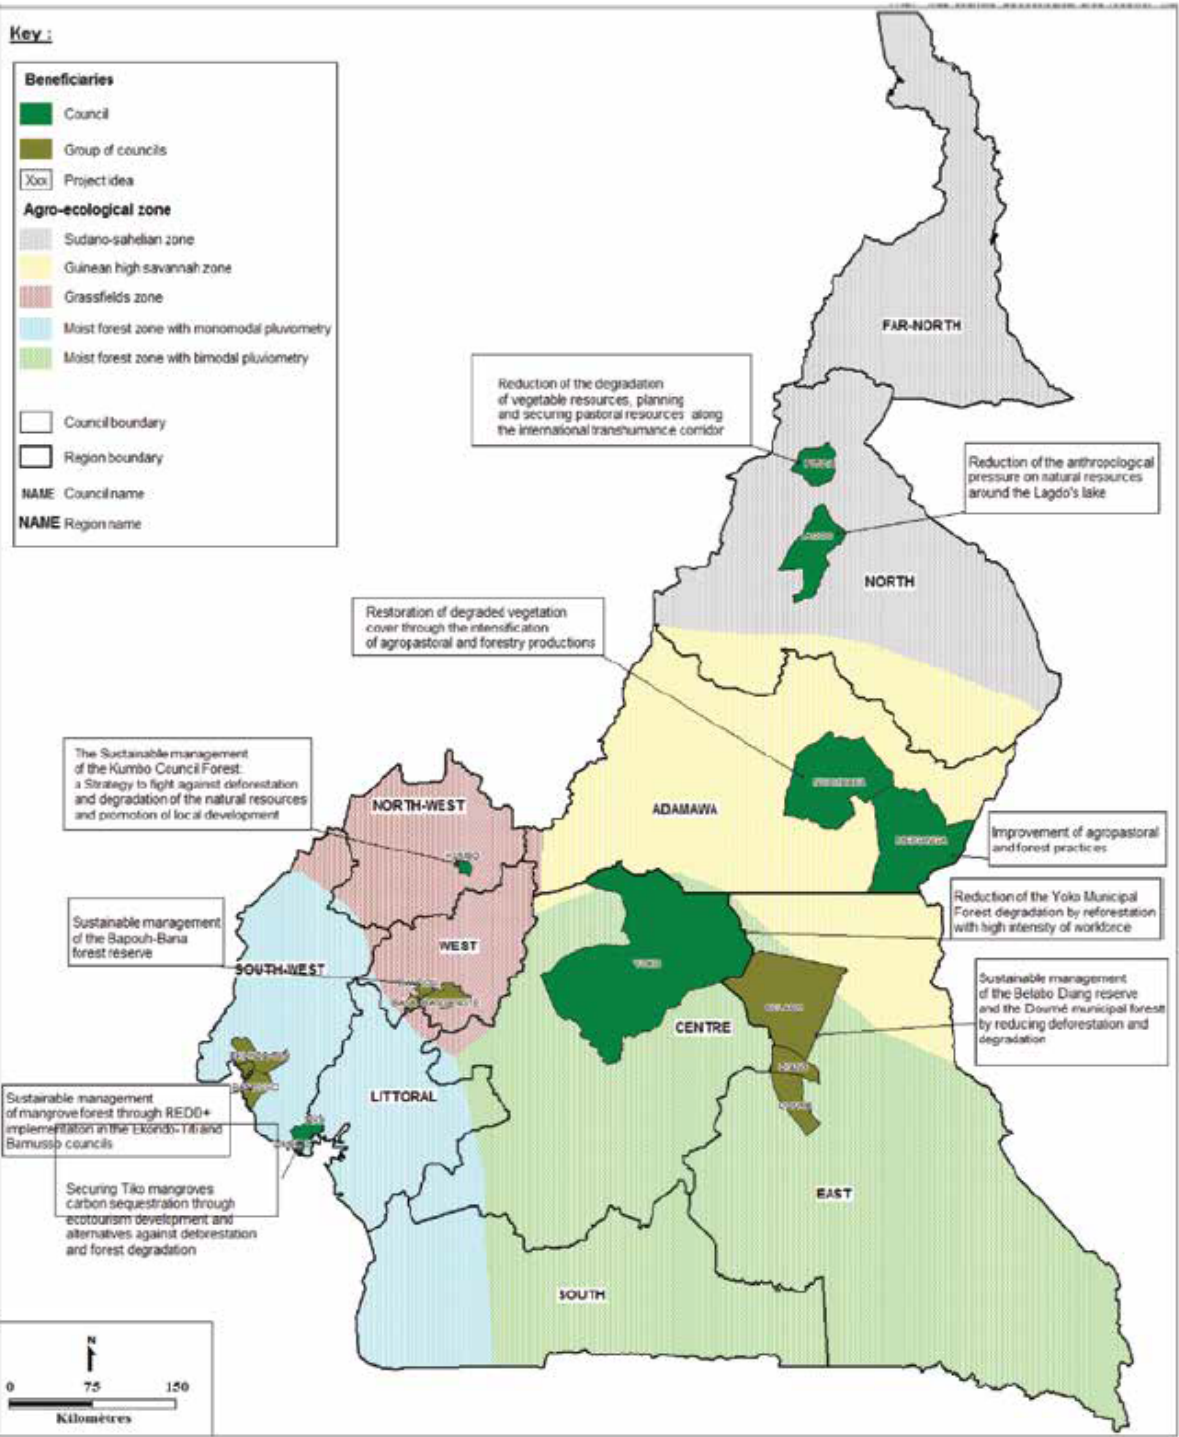 Key :
Beneficiaries
Council
Group of councils
Xxx Project idea
Agro-ecological zone
Sudano-sahelian zone
Guinean high savannah zone
Grassfields zone
Moist forest zone with monomodal pluviometry
Moist forest zone with bimodal pluviometry
Council boundary
Region boundary
NAME Council name
NAME Region name
FAR-NORTH
Reduction of the degradation
of vegetable resources, planning
and securing pastoral resources along
the international transhumance corridor
Reduction of the anthropological
pressure on natural resources
around the Lagdo's lake
LAGDO
NORTH
Restoration of degraded vegetation
cover through the intensification
of agropastoral and forestry productions
The Sustainable management
of the Kumbo Council Forest:
a Strategy to fight against deforestation
and degradation of the natural resources
and promotion of local development
NORTH-WEST
ADAMAWA
MEIGANGA
KUMBO
Improvement of agropastoral
and forest practices
Reduction of the Yoko Municipal
Forest degradation by reforestation
with high intensity of workforce
Sustainable management
of the Bapouh-Bana
forest reserve
WEST
SOUTH-WEST
YOKO
Sustainable management
of the Belabo Diang reserve
and the Doumé municipal forest
by reducing deforestation and
degradation
BELABO
CENTRE
DIANG
DOUME
LITTORAL
Sustainable management
of mangrove forest through REDD+
implementation in the Ekondo-Titi and
Bamusso councils
TIKO
Securing Tiko mangroves
carbon sequestration through
ecotourism development and
alternatives against deforestation
and forest degradation
EAST
SOUTH
N
0 75 150
Kilomètres